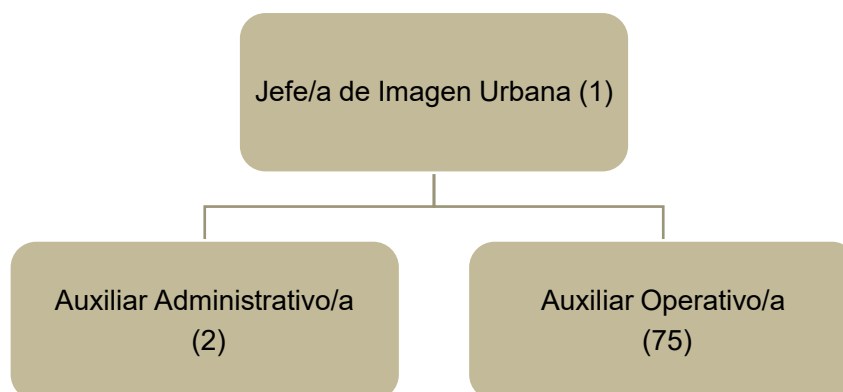 Jefe/a de Imagen Urbana (1)
Auxiliar Administrativo/a
(2)
Auxiliar Operativo/a
(75)